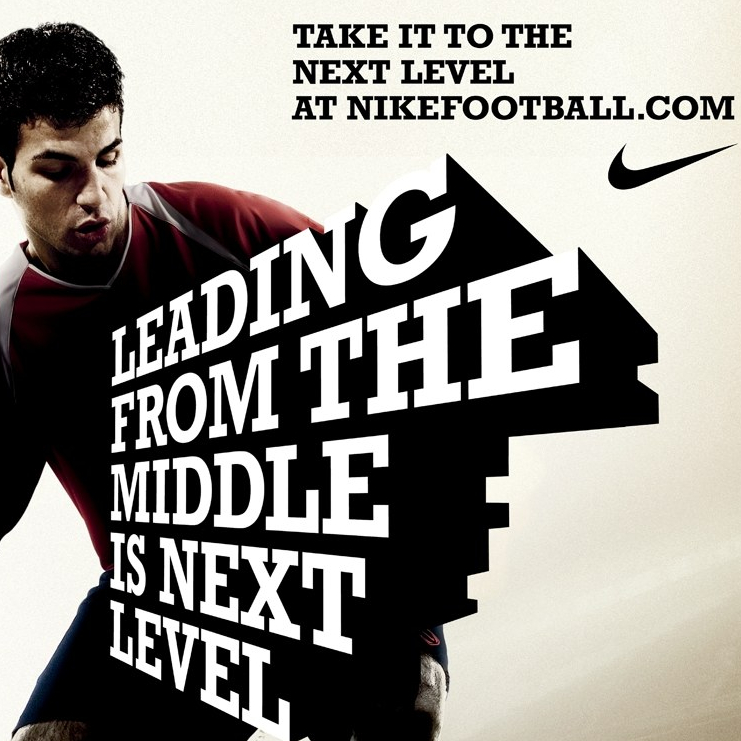 TAKE IT TO THE
NEXT LEVEL
AT NIKEFOOTBALL.COM
LEADING
FROM THE
MIDDLE
IS NEXT
LEVEL.